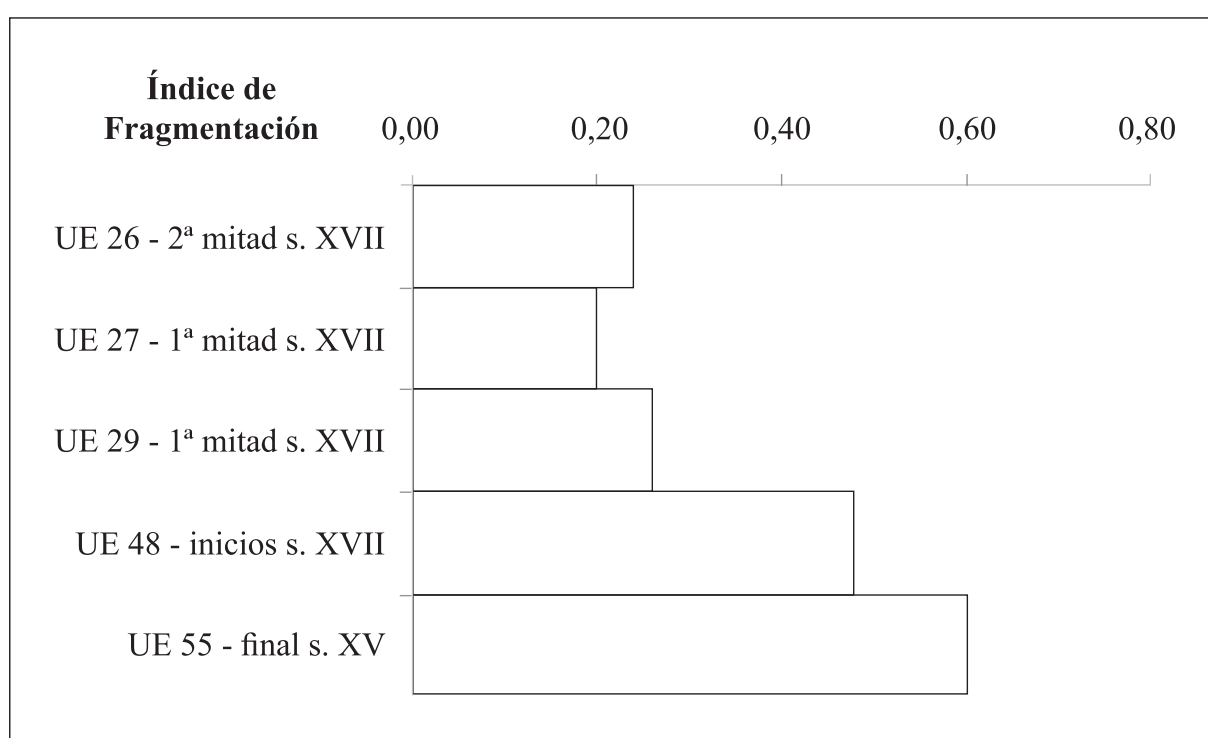 Índice de
Fragmentación
0,00 0,20 0,40 0,60 0,80
UE 26 - 2ª mitad s. XVII
UE 27 - 1ª mitad s. XVII
UE 29 - 1ª mitad s. XVII
UE 48 - inicios s. XVII
UE 55 - final s. XV